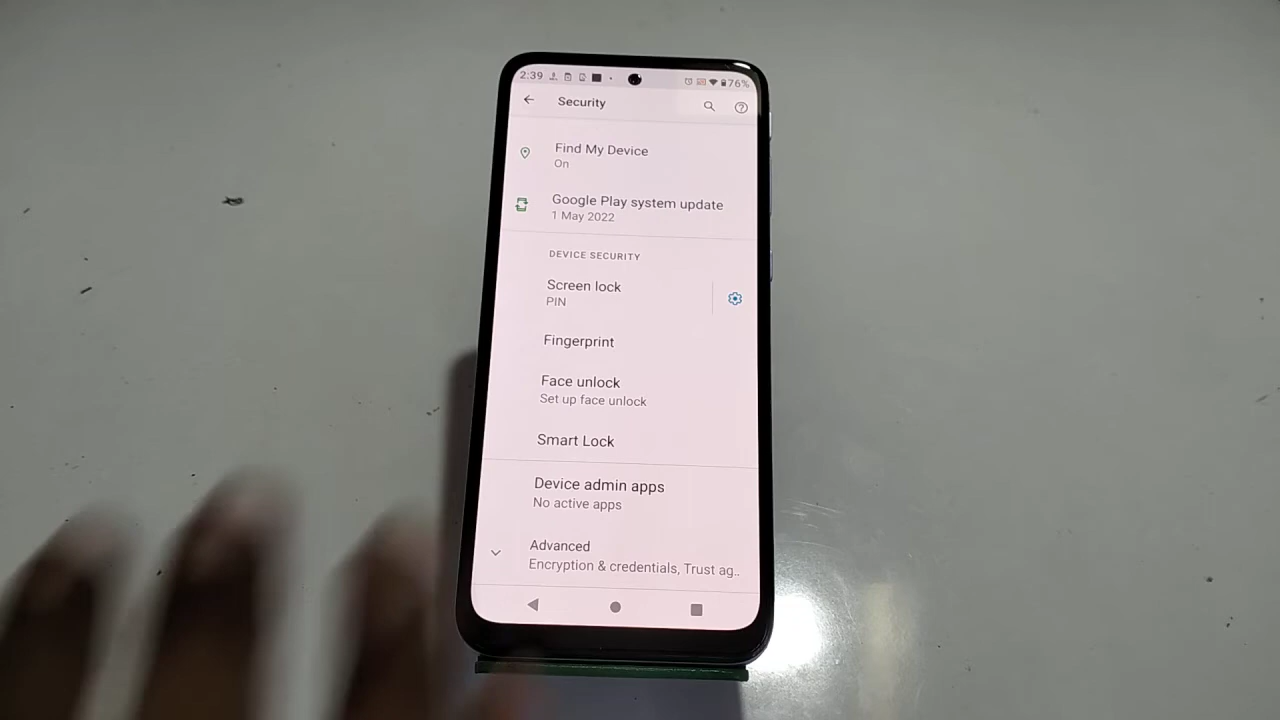 2:39 76%
Security
Find My Device
On
Google Play system update
1 May 2022
DEVICE SECURITY
Screen lock
PIN
Fingerprint
Face unlock
Set up face unlock
Smart Lock
Device admin apps
No active apps
Advanced
Encryption & credentials, Trust ag..